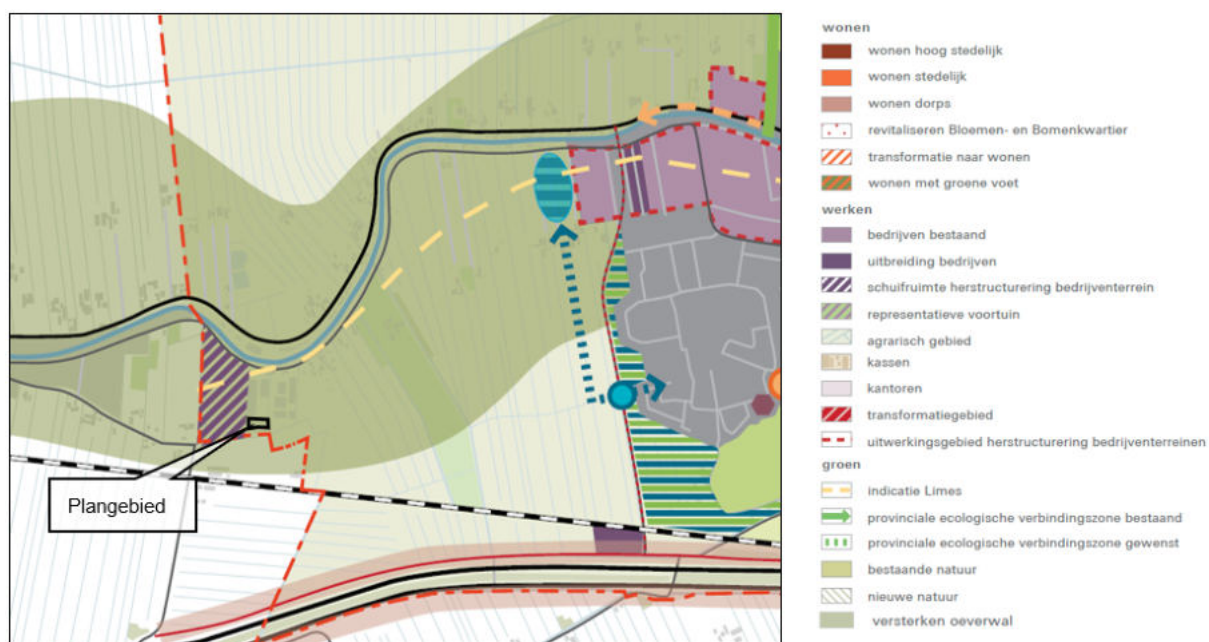 Plangebied
wonen
wonen hoog stedelijk
wonen stedelijk
wonen dorps
revitaliseren Bloemen- en Bomenkwartier
transformatie naar wonen
wonen met groene voet
werken
bedrijven bestaand
uitbreiding bedrijven
schuifruimte herstructurering bedrijventerrein
representatieve voortuin
agrarisch gebied
kassen
kantoren
transformatiegebied
uitwerkingsgebied herstructurering bedrijventerreinen
groen
indicatie Limes
provinciale ecologische verbindingszone bestaand
provinciale ecologische verbindingszone gewenst
bestaande natuur
nieuwe natuur
versterken oeverwal